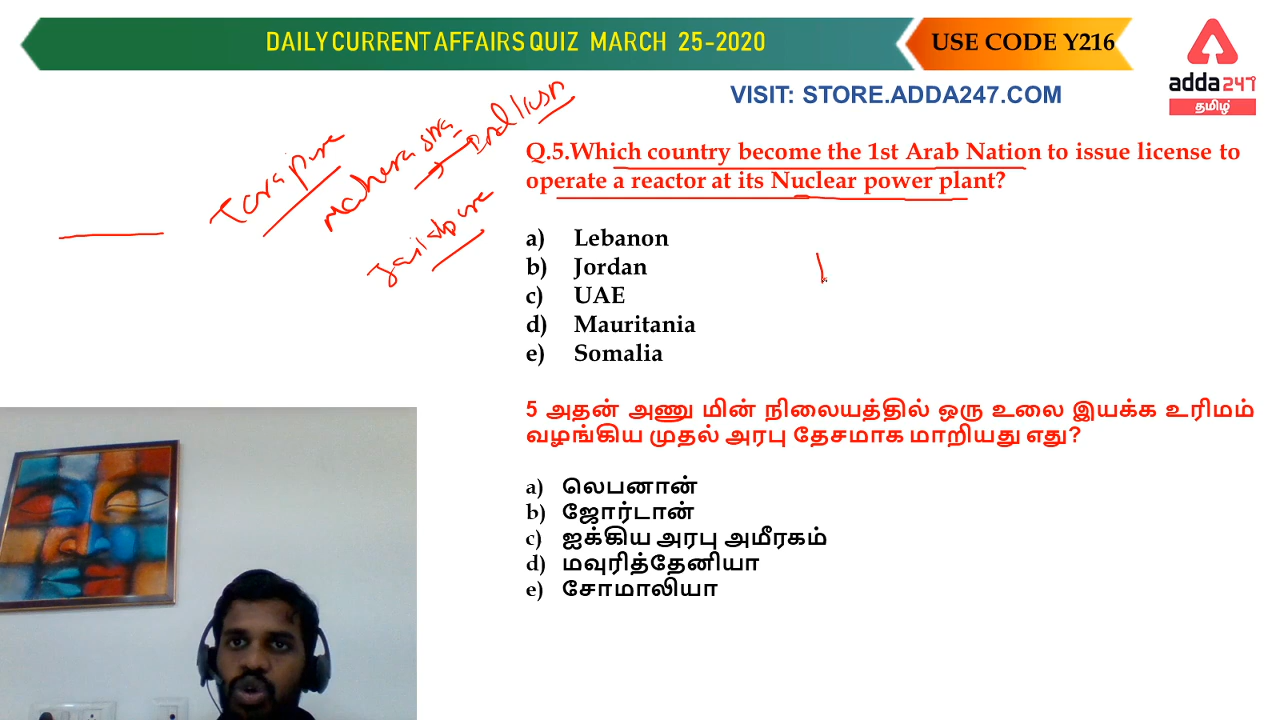 DAILY CURRENT AFFAIRS QUIZ MARCH 25-2020
USE CODE Y216
adda247
தமிழ்
VISIT: STORE.ADDA247.COM
Tarapure
Jaitapure
Q.5.Which country become the 1st Arab Nation to issue license to
operate a reactor at its Nuclear power plant?
a) Lebanon
b) Jordan
c) UAE
d) Mauritania
e) Somalia
5 அதன் அணு மின் நிலையத்தில் ஒரு உலை இயக்க உரிமம்
வழங்கிய முதல் அரபு தேசமாக மாறியது எது?
a) லெபனான்
b) ஜோர்டான்
c) ஐக்கிய அரபு அமீரகம்
d) மவுரித்தேனியா
e) சோமாலியா